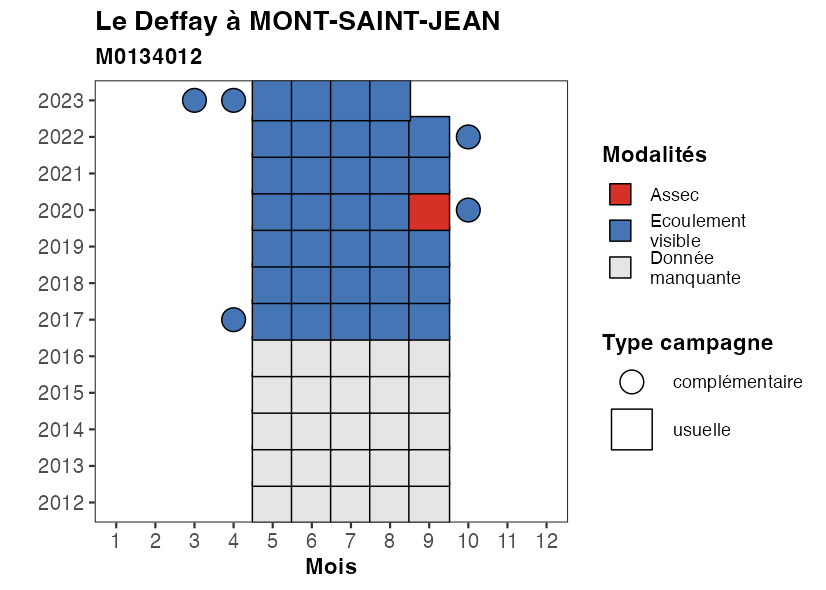 Le Deffay à MONT-SAINT-JEAN
M0134012
2023
2022
2021
2020
2019
2018
2017
2016
2015
2014
2013
2012
1 2 3 4 5 6 7 8 9 10 11 12
Mois
Modalités
Assec
Ecoulement
visible
Donnée
manquante
Type campagne
complémentaire
usuelle